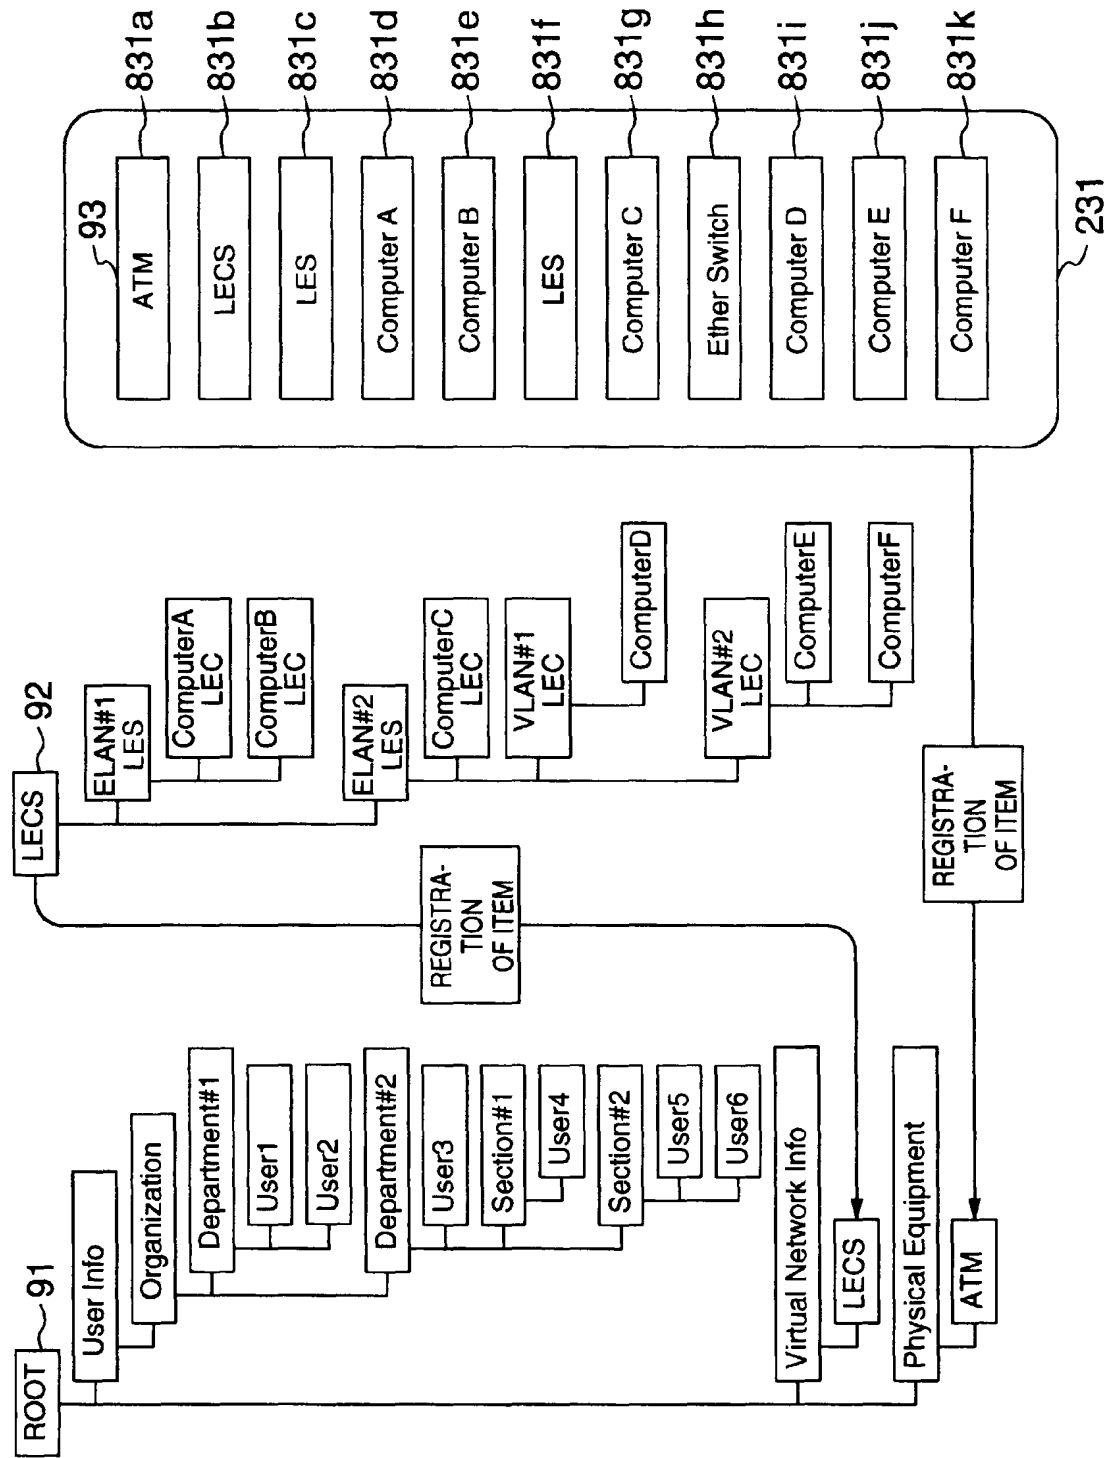 ROOT
91
User Info
Organization
Department#1
User1
User2
Department#2
User3
Section#1
User4
Section#2
User5
User6
Virtual Network Info
LECS
Physical Equipment
ATM
REGISTRA-
TION
OF ITEM
LECS
92
ELAN#1
LES
ComputerA
LEC
ComputerB
LEC
ELAN#2
LES
ComputerC
LEC
VLAN#1
LEC
ComputerD
VLAN#2
LEC
ComputerE
ComputerF
REGISTRA-
TION
OF ITEM
93
ATM
831a
LECS
831b
LES
831c
Computer A
831d
Computer B
831e
LES
831f
Computer C
831g
Ether Switch
831h
Computer D
831i
Computer E
831j
Computer F
831k
231